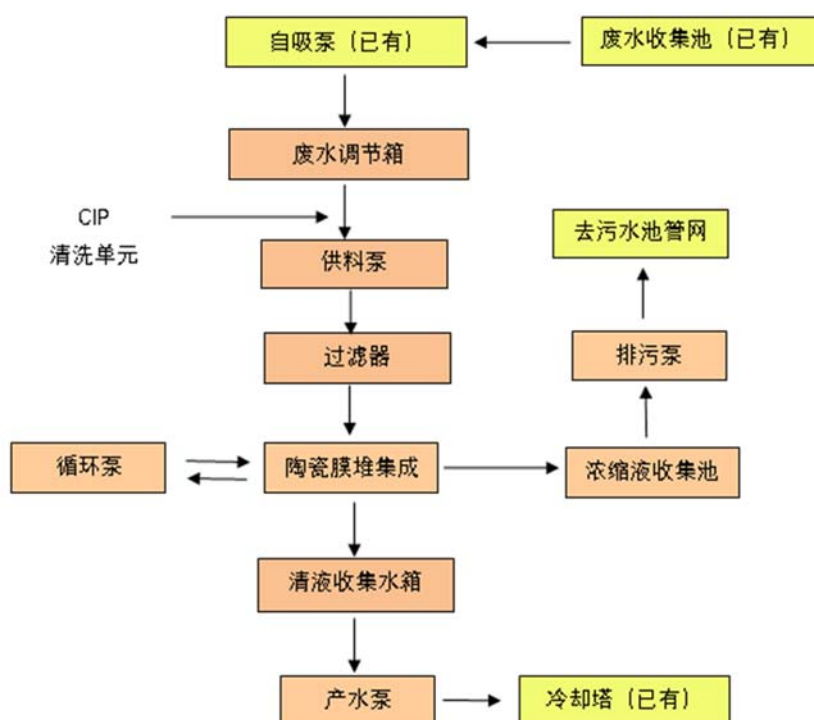 自吸泵（已有）
废水收集池（已有）
废水调节箱
CIP
清洗单元
供料泵
去污水池管网
过滤器
排污泵
循环泵
陶瓷膜堆集成
浓缩液收集池
清液收集水箱
产水泵
冷却塔（已有）